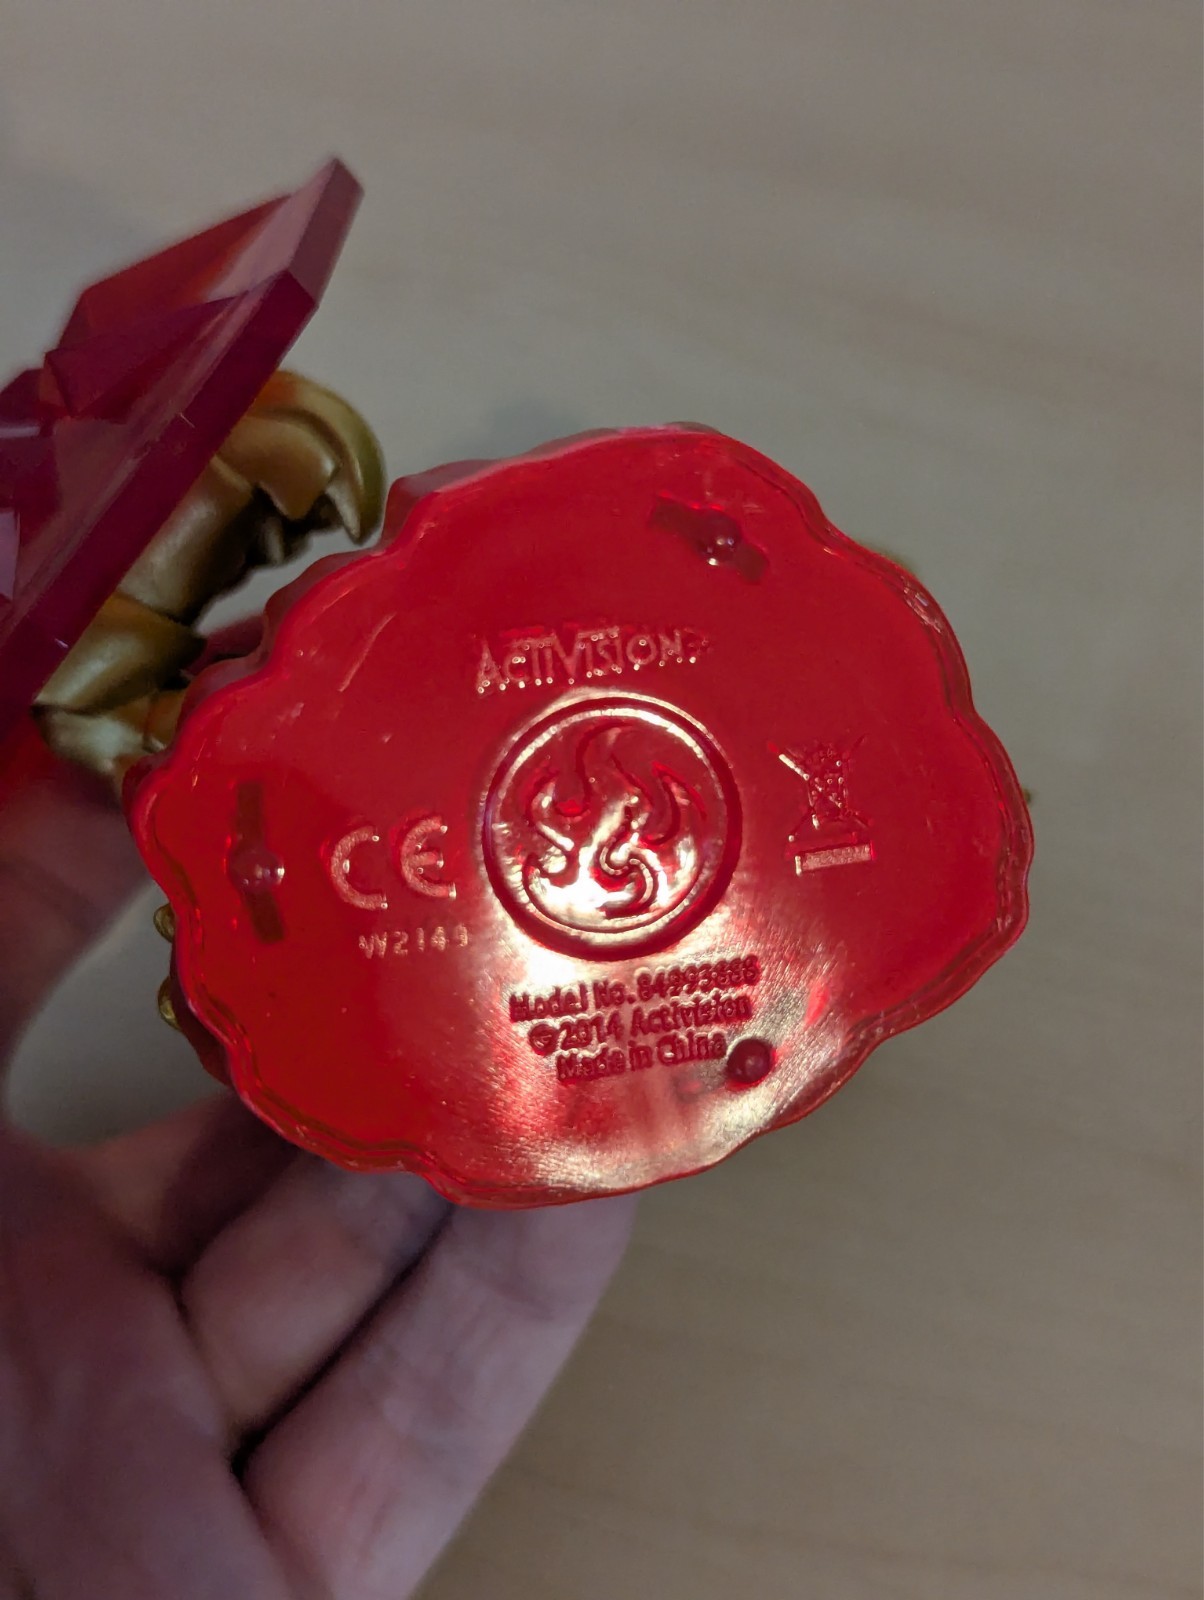 ACTIVISION
CE
W2149
Model No. 84993888
©2014 Activision
Made in China